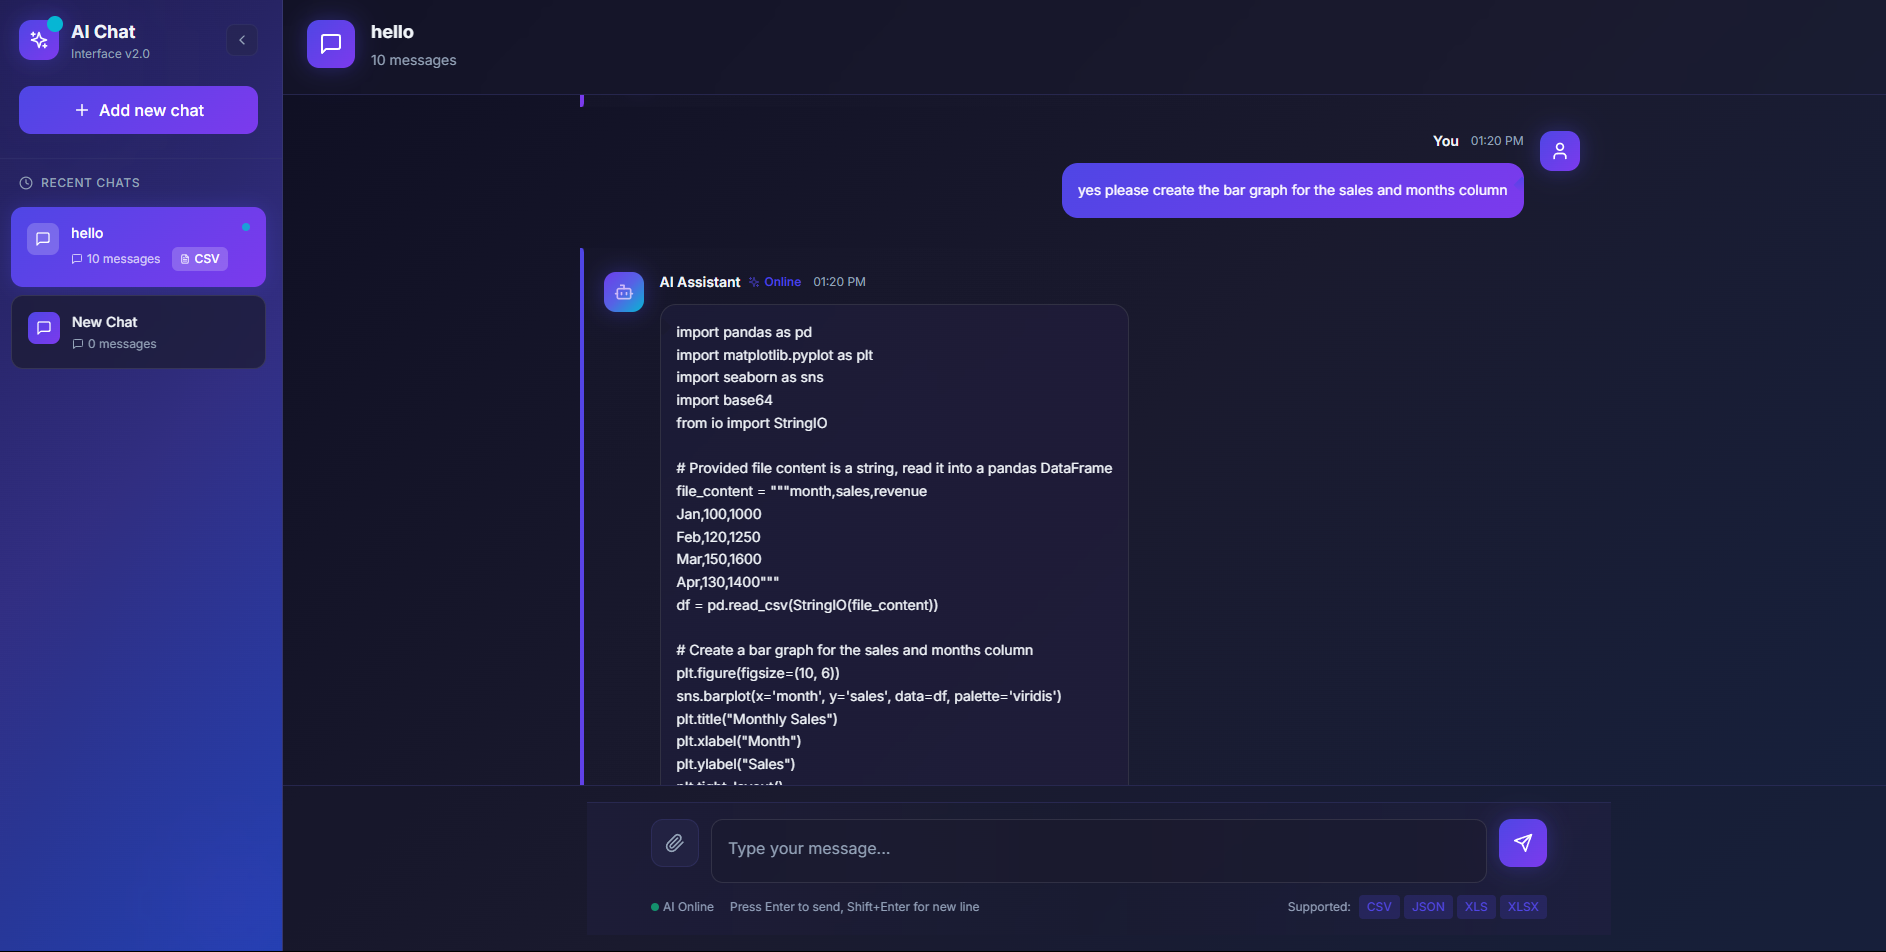 AI Chat
Interface v2.0
Add new chat
RECENT CHATS
hello
10 messages
CSV
New Chat
0 messages
hello
10 messages
You 01:20 PM
yes please create the bar graph for the sales and months column
AI Assistant Online 01:20 PM
import pandas as pd
import matplotlib.pyplot as plt
import seaborn as sns
import base64
from io import StringIO
# Provided file content is a string, read it into a pandas DataFrame
file_content = """month,sales,revenue
Jan,100,1000
Feb,120,1250
Mar,150,1600
Apr,130,1400"""
df = pd.read_csv(StringIO(file_content))
# Create a bar graph for the sales and months column
plt.figure(figsize=(10, 6))
sns.barplot(x='month', y='sales', data=df, palette='viridis')
plt.title("Monthly Sales")
plt.xlabel("Month")
plt.ylabel("Sales")
plt.tight_layout()
Type your message...
AI Online Press Enter to send, Shift+Enter for new line
Supported: CSV JSON XLS XLSX